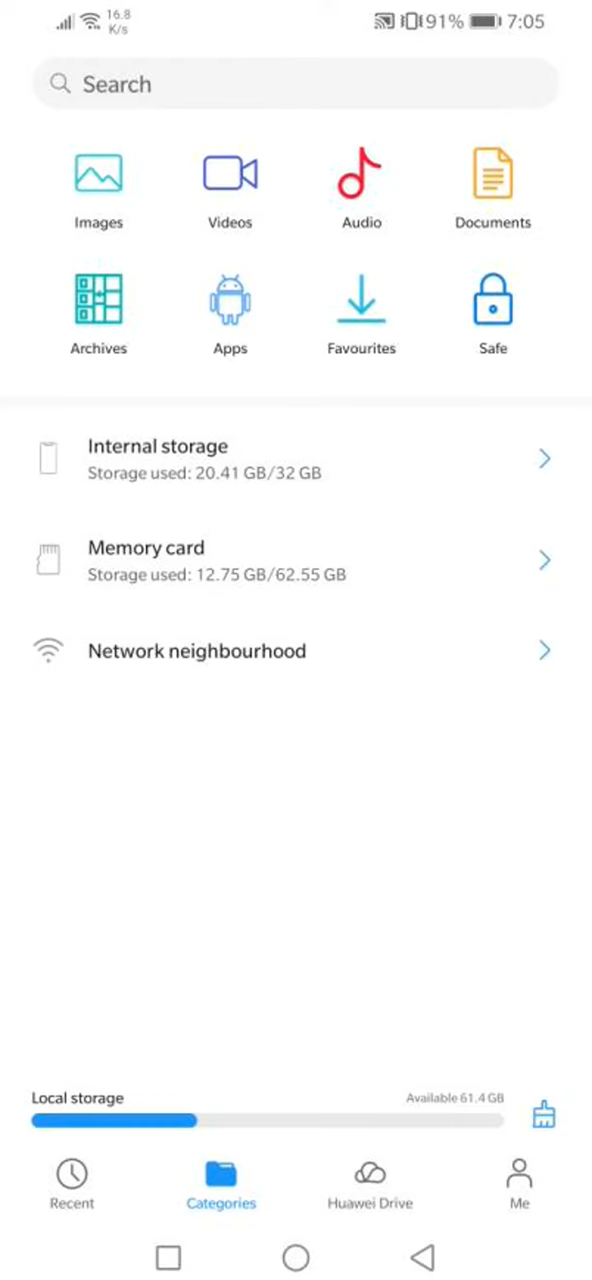 16.8
K/s
91% 7:05
Search
Images Videos Audio Documents
Archives Apps Favourites Safe
Internal storage
Storage used: 20.41 GB/32 GB
Memory card
Storage used: 12.75 GB/62.55 GB
Network neighbourhood
Local storage Available 61.4 GB
Recent Categories Huawei Drive Me